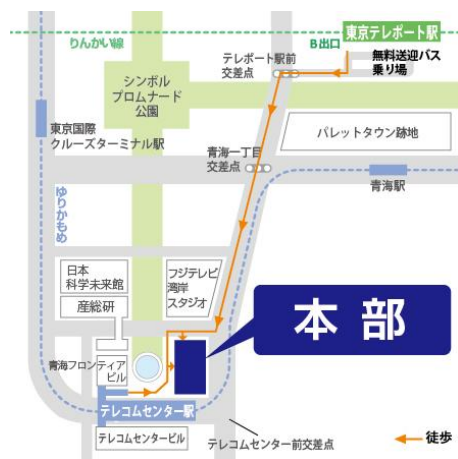 東京テレポート駅
りんかい線
B出口
テレポート駅前
交差点
無料送迎バス
乗り場
シンボル
プロムナード
公園
東京国際
クルーズターミナル駅
パレットタウン跡地
青海一丁目
交差点
青海駅
ゆりかもめ
日本
科学未来館
産総研
フジテレビ
湾岸
スタジオ
本部
青海フロンティア
ビル
テレコムセンター駅
テレコムセンタービル
テレコムセンター前交差点
徒歩